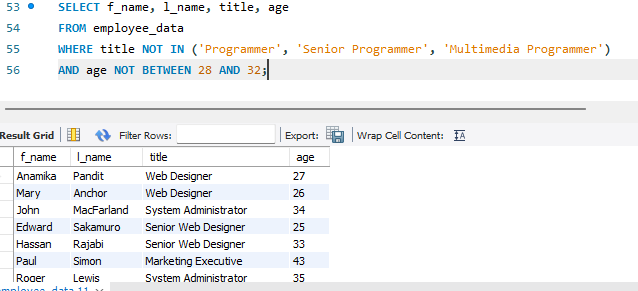 53 SELECT f_name, l_name, title, age
54 FROM employee_data
55 WHERE title NOT IN ('Programmer', 'Senior Programmer', 'Multimedia Programmer')
56 AND age NOT BETWEEN 28 AND 32;
Result Grid Filter Rows: Export: Wrap Cell Content:
f_name l_name title age
Anamika Pandit Web Designer 27
Mary Anchor Web Designer 26
John MacFarland System Administrator 34
Edward Sakamuro Senior Web Designer 25
Hassan Rajabi Senior Web Designer 33
Paul Simon Marketing Executive 43
Roger Lewis System Administrator 35
employee_data 11